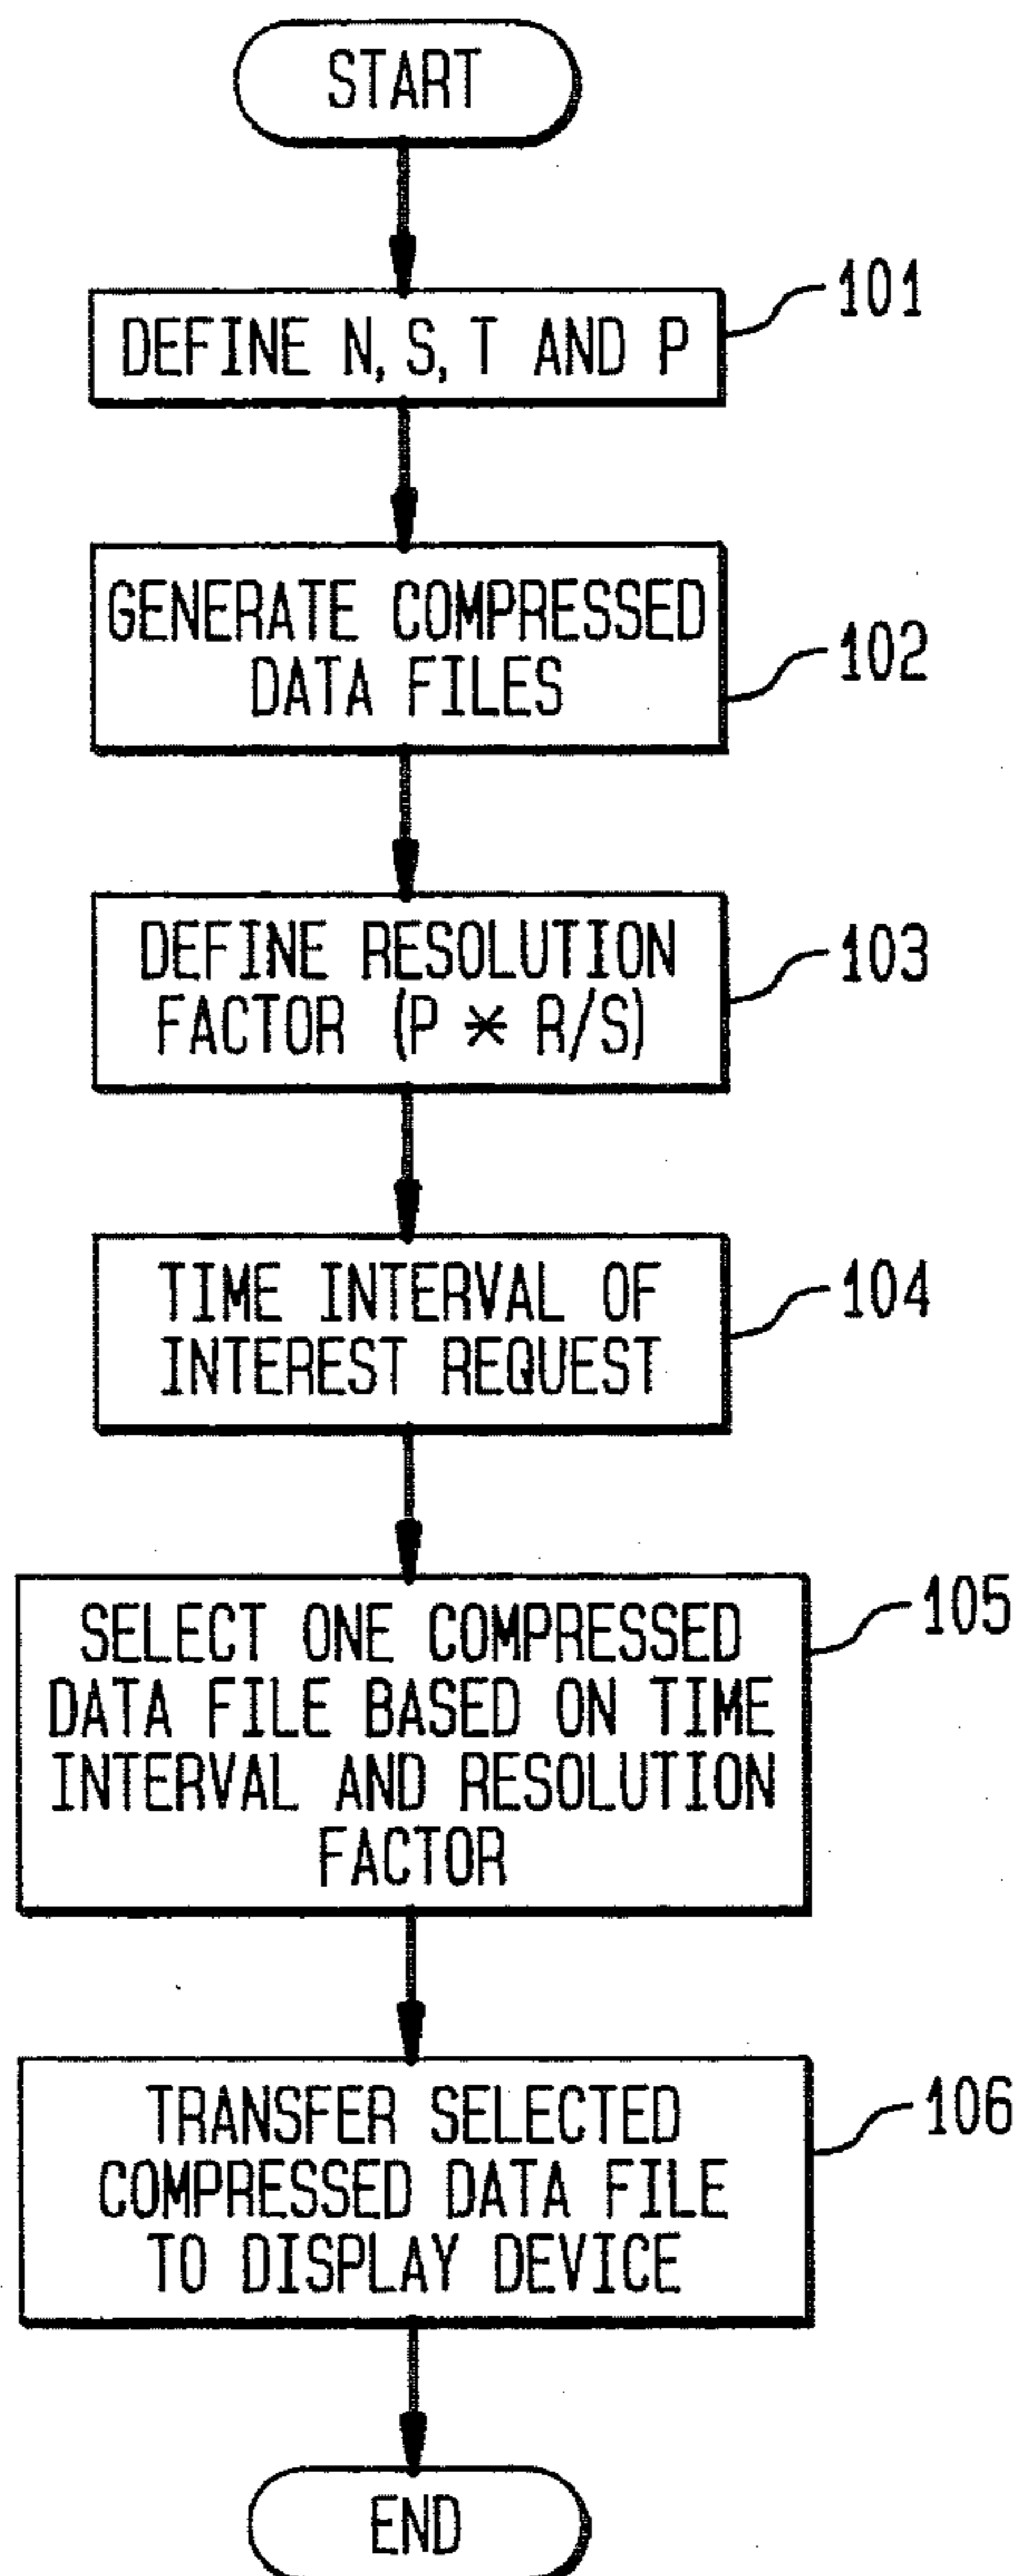 START
DEFINE N, S, T AND P
101
GENERATE COMPRESSED
DATA FILES
102
DEFINE RESOLUTION
FACTOR (P * R/S)
103
TIME INTERVAL OF
INTEREST REQUEST
104
SELECT ONE COMPRESSED
DATA FILE BASED ON TIME
INTERVAL AND RESOLUTION
FACTOR
105
TRANSFER SELECTED
COMPRESSED DATA FILE
TO DISPLAY DEVICE
106
END